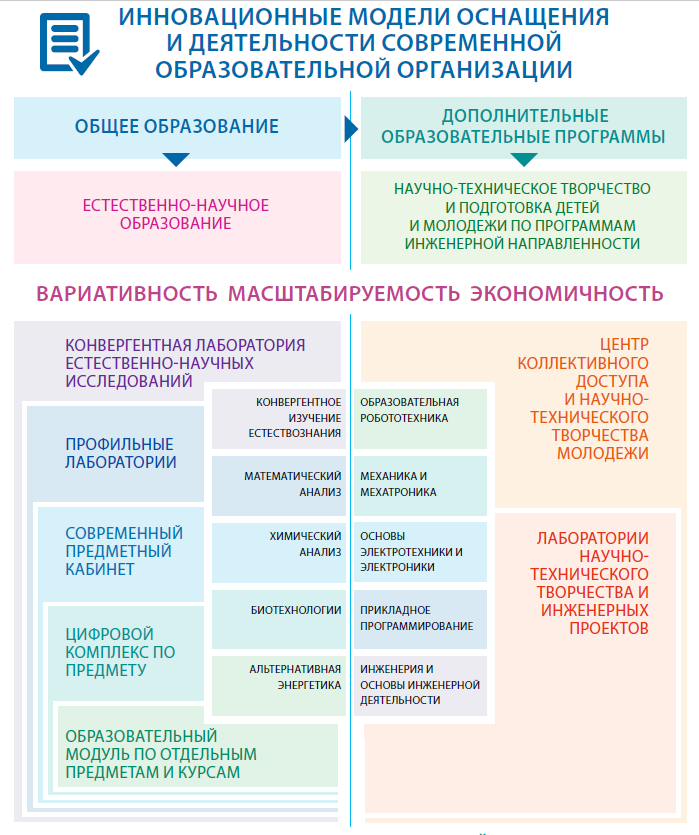 ИННОВАЦИОННЫЕ МОДЕЛИ ОСНАЩЕНИЯ
И ДЕЯТЕЛЬНОСТИ СОВРЕМЕННОЙ
ОБРАЗОВАТЕЛЬНОЙ ОРГАНИЗАЦИИ
ОБЩЕЕ ОБРАЗОВАНИЕ
ДОПОЛНИТЕЛЬНЫЕ
ОБРАЗОВАТЕЛЬНЫЕ ПРОГРАММЫ
ЕСТЕСТВЕННО-НАУЧНОЕ
ОБРАЗОВАНИЕ
НАУЧНО-ТЕХНИЧЕСКОЕ ТВОРЧЕСТВО
И ПОДГОТОВКА ДЕТЕЙ
И МОЛОДЕЖИ ПО ПРОГРАММАМ
ИНЖЕНЕРНОЙ НАПРАВЛЕННОСТИ
ВАРИАТИВНОСТЬ МАСШТАБИРУЕМОСТЬ ЭКОНОМИЧНОСТЬ
КОНВЕРГЕНТНАЯ ЛАБОРАТОРИЯ
ЕСТЕСТВЕННО-НАУЧНЫХ
ИССЛЕДОВАНИЙ
ПРОФИЛЬНЫЕ
ЛАБОРАТОРИИ
СОВРЕМЕННЫЙ
ПРЕДМЕТНЫЙ
КАБИНЕТ
ЦИФРОВОЙ
КОМПЛЕКС ПО
ПРЕДМЕТУ
ОБРАЗОВАТЕЛЬНЫЙ
МОДУЛЬ ПО ОТДЕЛЬНЫМ
ПРЕДМЕТАМ И КУРСАМ
КОНВЕРГЕНТНОЕ
ИЗУЧЕНИЕ
ЕСТЕСТВОЗНАНИЯ
МАТЕМАТИЧЕСКИЙ
АНАЛИЗ
ХИМИЧЕСКИЙ
АНАЛИЗ
БИОТЕХНОЛОГИИ
АЛЬТЕРНАТИВНАЯ
ЭНЕРГЕТИКА
ОБРАЗОВАТЕЛЬНАЯ
РОБОТОТЕХНИКА
МЕХАНИКА И
МЕХАТРОНИКА
ОСНОВЫ
ЭЛЕКТРОТЕХНИКИ И
ЭЛЕКТРОНИКИ
ПРИКЛАДНОЕ
ПРОГРАММИРОВАНИЕ
ИНЖЕНЕРИЯ И
ОСНОВЫ ИНЖЕНЕРНОЙ
ДЕЯТЕЛЬНОСТИ
ЦЕНТР
КОЛЛЕКТИВНОГО
ДОСТУПА
И НАУЧНО-
ТЕХНИЧЕСКОГО
ТВОРЧЕСТВА
МОЛОДЕЖИ
ЛАБОРАТОРИИ
НАУЧНО-
ТЕХНИЧЕСКОГО
ТВОРЧЕСТВА И
ИНЖЕНЕРНЫХ
ПРОЕКТОВ